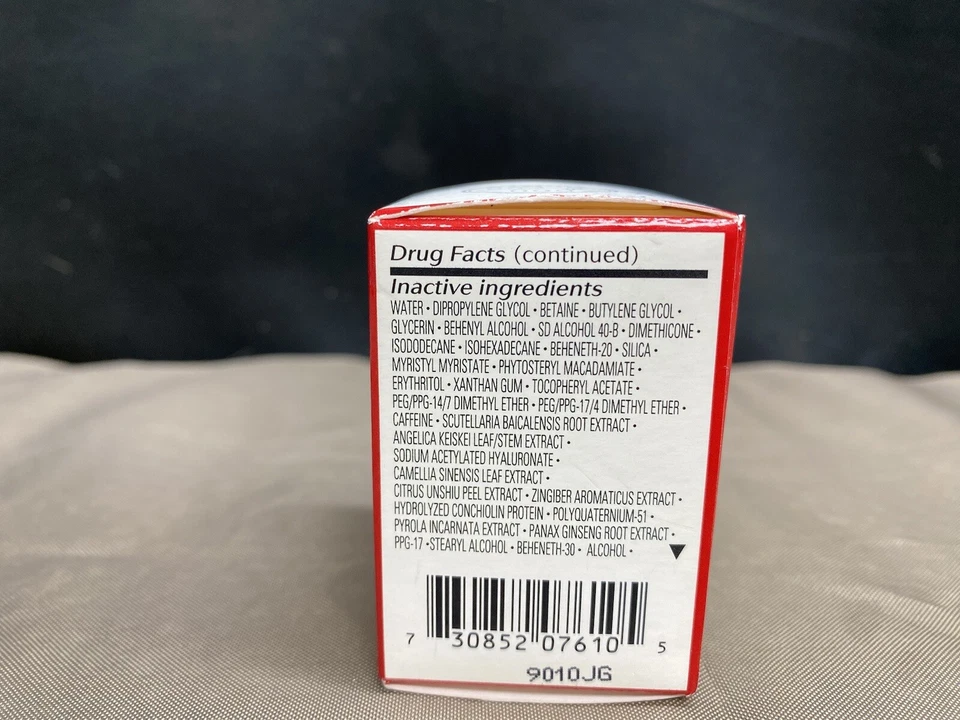 Drug Facts (continued)
Inactive ingredients
WATER • DIPROPYLENE GLYCOL • BETAINE • BUTYLENE GLYCOL •
GLYCERIN • BEHENYL ALCOHOL • SD ALCOHOL 40-B • DIMETHICONE •
ISODODECANE • ISOHEXADECANE • BEHENETH-20 • SILICA •
MYRISTYL MYRISTATE • PHYTOSTERYL MACADAMIATE •
ERYTHRITOL • XANTHAN GUM • TOCOPHERYL ACETATE •
PEG/PPG-14/7 DIMETHYL ETHER • PEG/PPG-17/4 DIMETHYL ETHER •
CAFFEINE • SCUTELLARIA BAICALENSIS ROOT EXTRACT •
ANGELICA KEISKEI LEAF/STEM EXTRACT •
SODIUM ACETYLATED HYALURONATE •
CAMELLIA SINENSIS LEAF EXTRACT •
CITRUS UNSHIU PEEL EXTRACT • ZINGIBER AROMATICUS EXTRACT •
HYDROLYZED CONCHIOLIN PROTEIN • POLYQUATERNIUM-51 •
PYROLA INCARNATA EXTRACT • PANAX GINSENG ROOT EXTRACT •
PPG-17 •STEARYL ALCOHOL • BEHENETH-30 • ALCOHOL •
7 30852 07610 5
9010JG